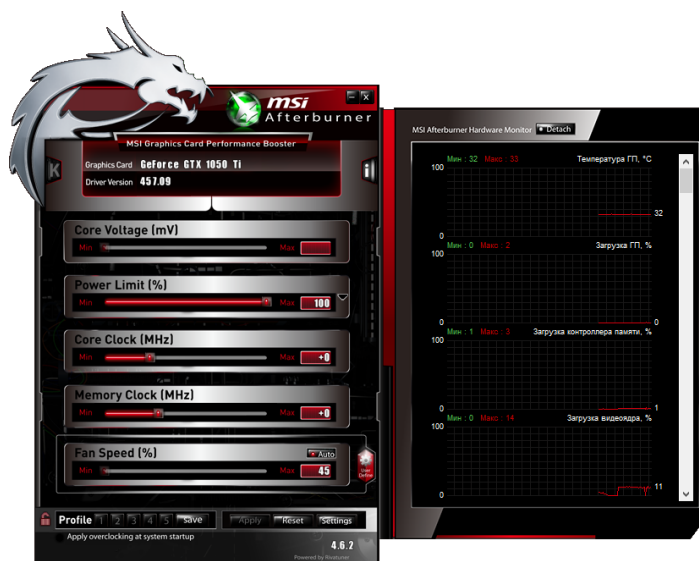 msi
Afterburner
MSI Graphics Card Performance Booster
Graphics Card GeForce GTX 1050 Ti
Driver Version 457.09
K
i
Core Voltage (mV)
Min Max
Power Limit (%)
Min Max 100
Core Clock (MHz)
Min Max +0
Memory Clock (MHz)
Min Max +0
Fan Speed (%)
Auto
Min Max 45
User
Define
Profile 1 2 3 4 5 Save Apply Reset Settings
Apply overclocking at system startup
4.6.2
Powered by Rivatuner
MSI Afterburner Hardware Monitor Detach
Мин : 32 Макс : 33 Температура ГП, °C
100
32
0
Мин : 0 Макс : 2 Загрузка ГП, %
100
0
0
Мин : 1 Макс : 3 Загрузка контроллера памяти, %
100
1
0
Мин : 0 Макс : 14 Загрузка видеоядра, %
100
11
0